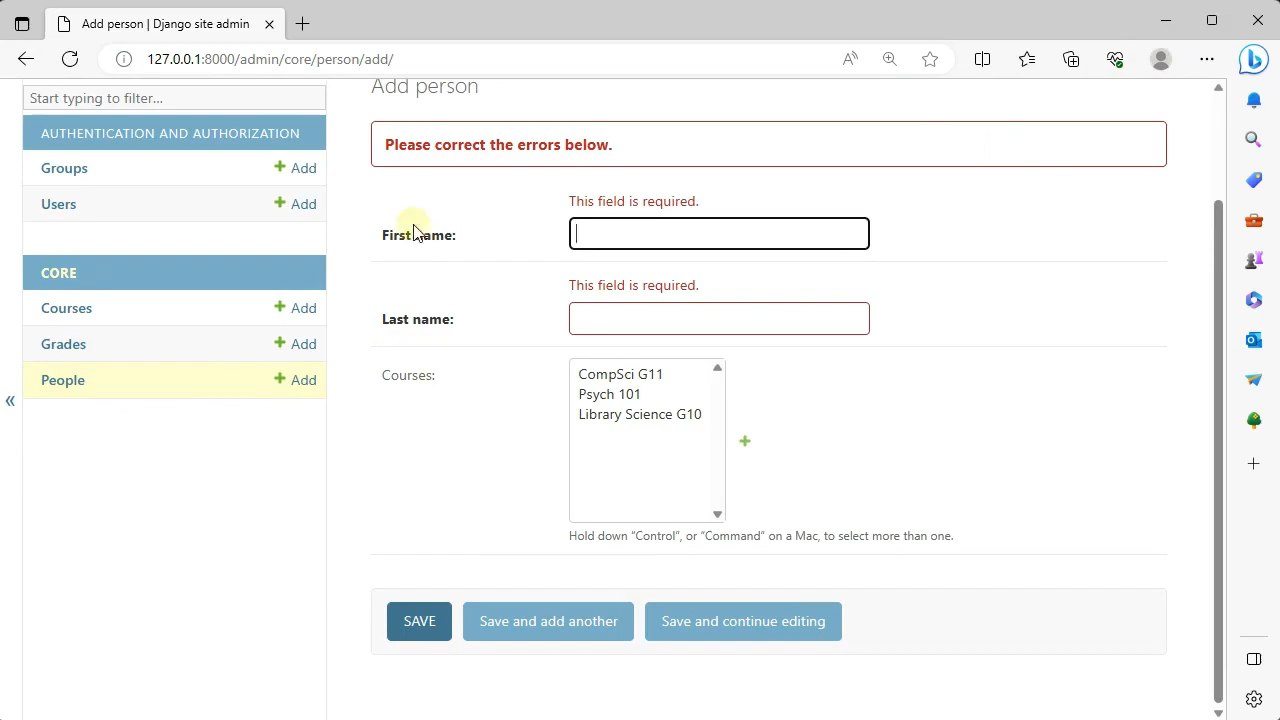 Add person | Django site admin
127.0.0.1:8000/admin/core/person/add/
Start typing to filter...
AUTHENTICATION AND AUTHORIZATION
Groups Add
Users Add
CORE
Courses Add
Grades Add
People Add
Add person
Please correct the errors below.
This field is required.
First name:
This field is required.
Last name:
Courses:
CompSci G11
Psych 101
Library Science G10
Hold down “Control”, or “Command” on a Mac, to select more than one.
SAVE
Save and add another
Save and continue editing